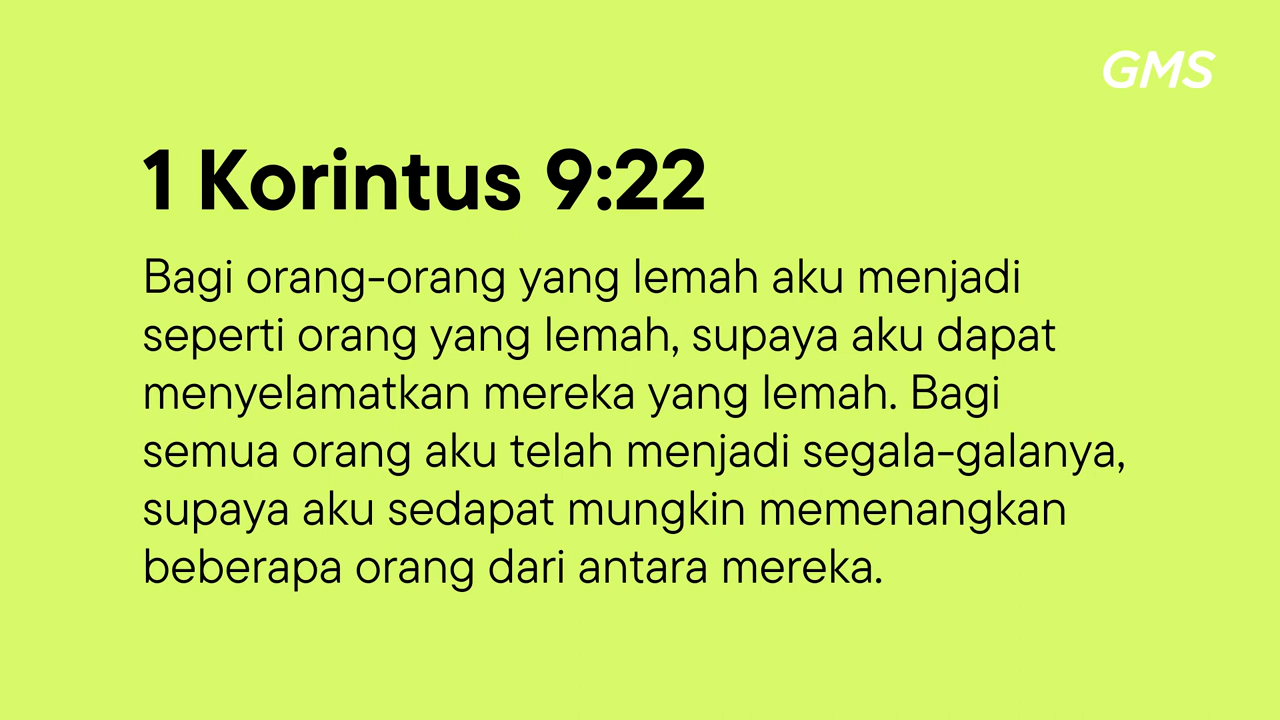 GMS
1 Korintus 9:22
Bagi orang-orang yang lemah aku menjadi
seperti orang yang lemah, supaya aku dapat
menyelamatkan mereka yang lemah. Bagi
semua orang aku telah menjadi segala-galanya,
supaya aku sedapat mungkin memenangkan
beberapa orang dari antara mereka.